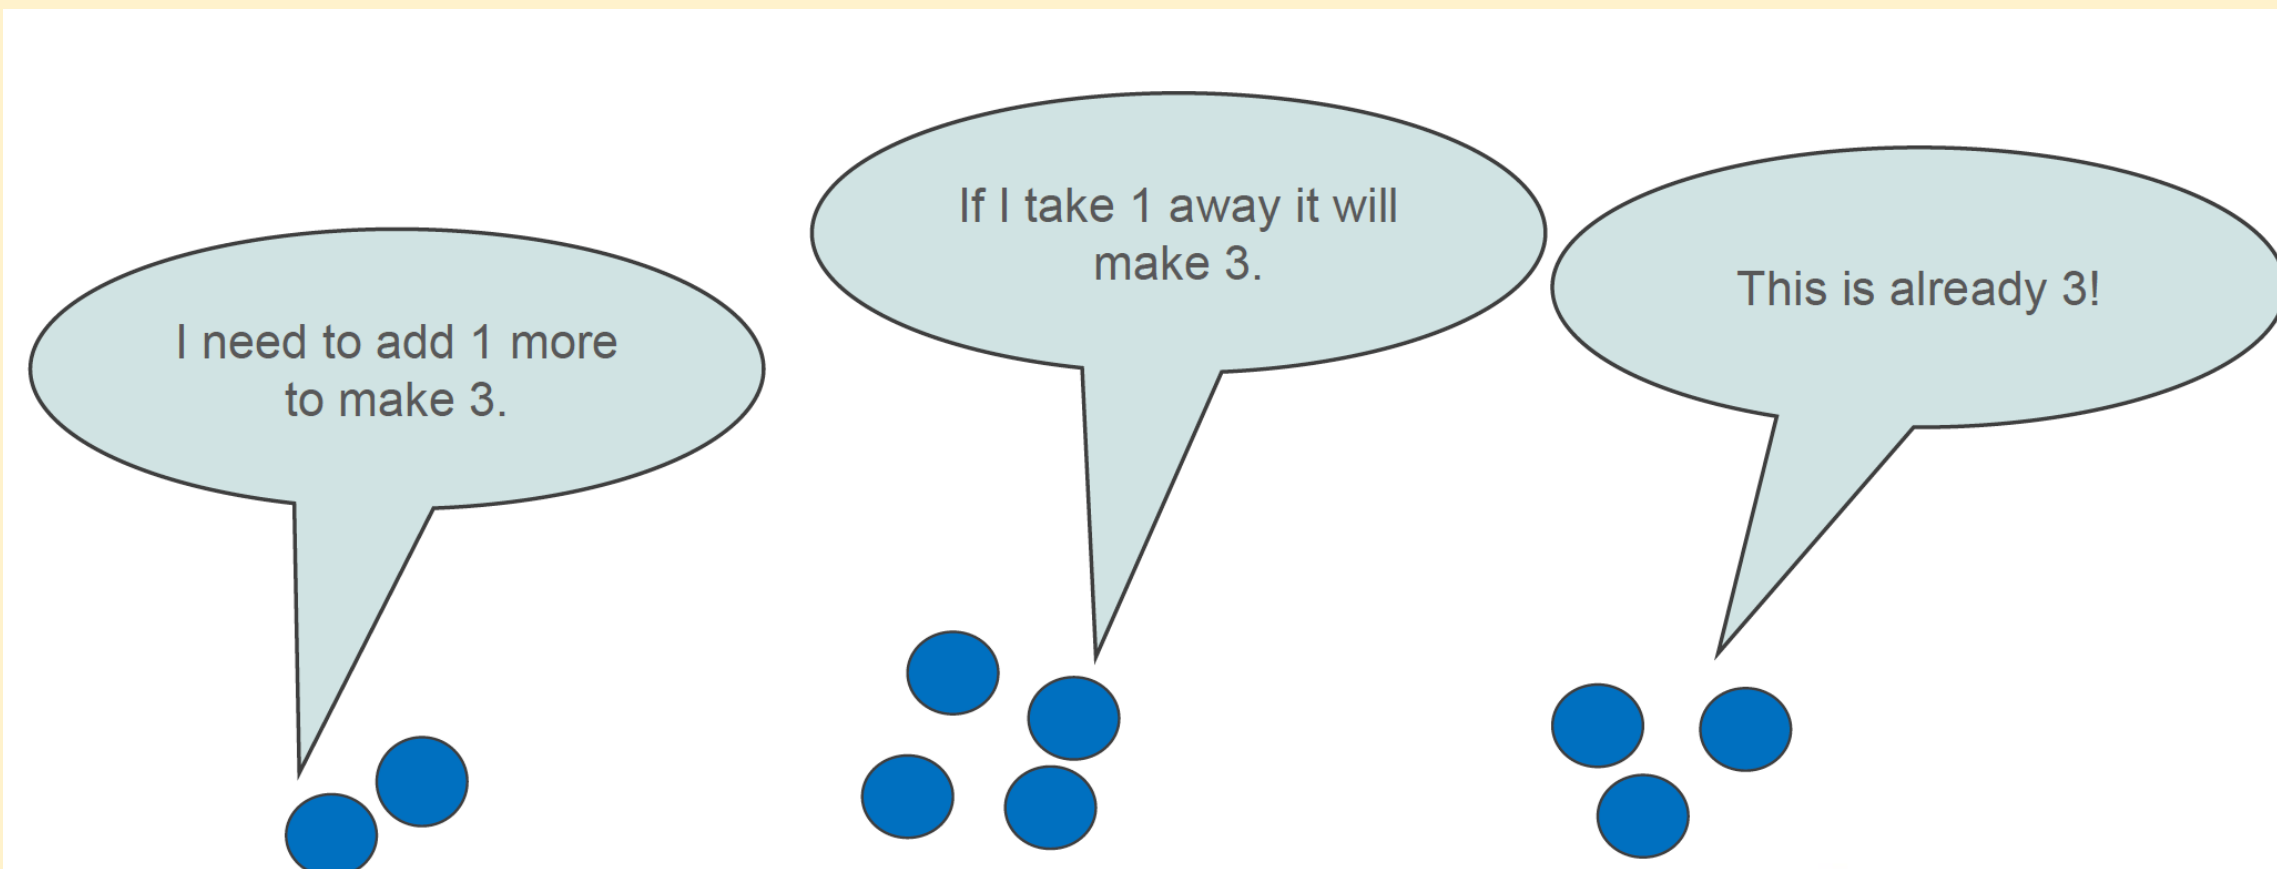 I need to add 1 more
to make 3.
If I take 1 away it will
make 3.
This is already 3!